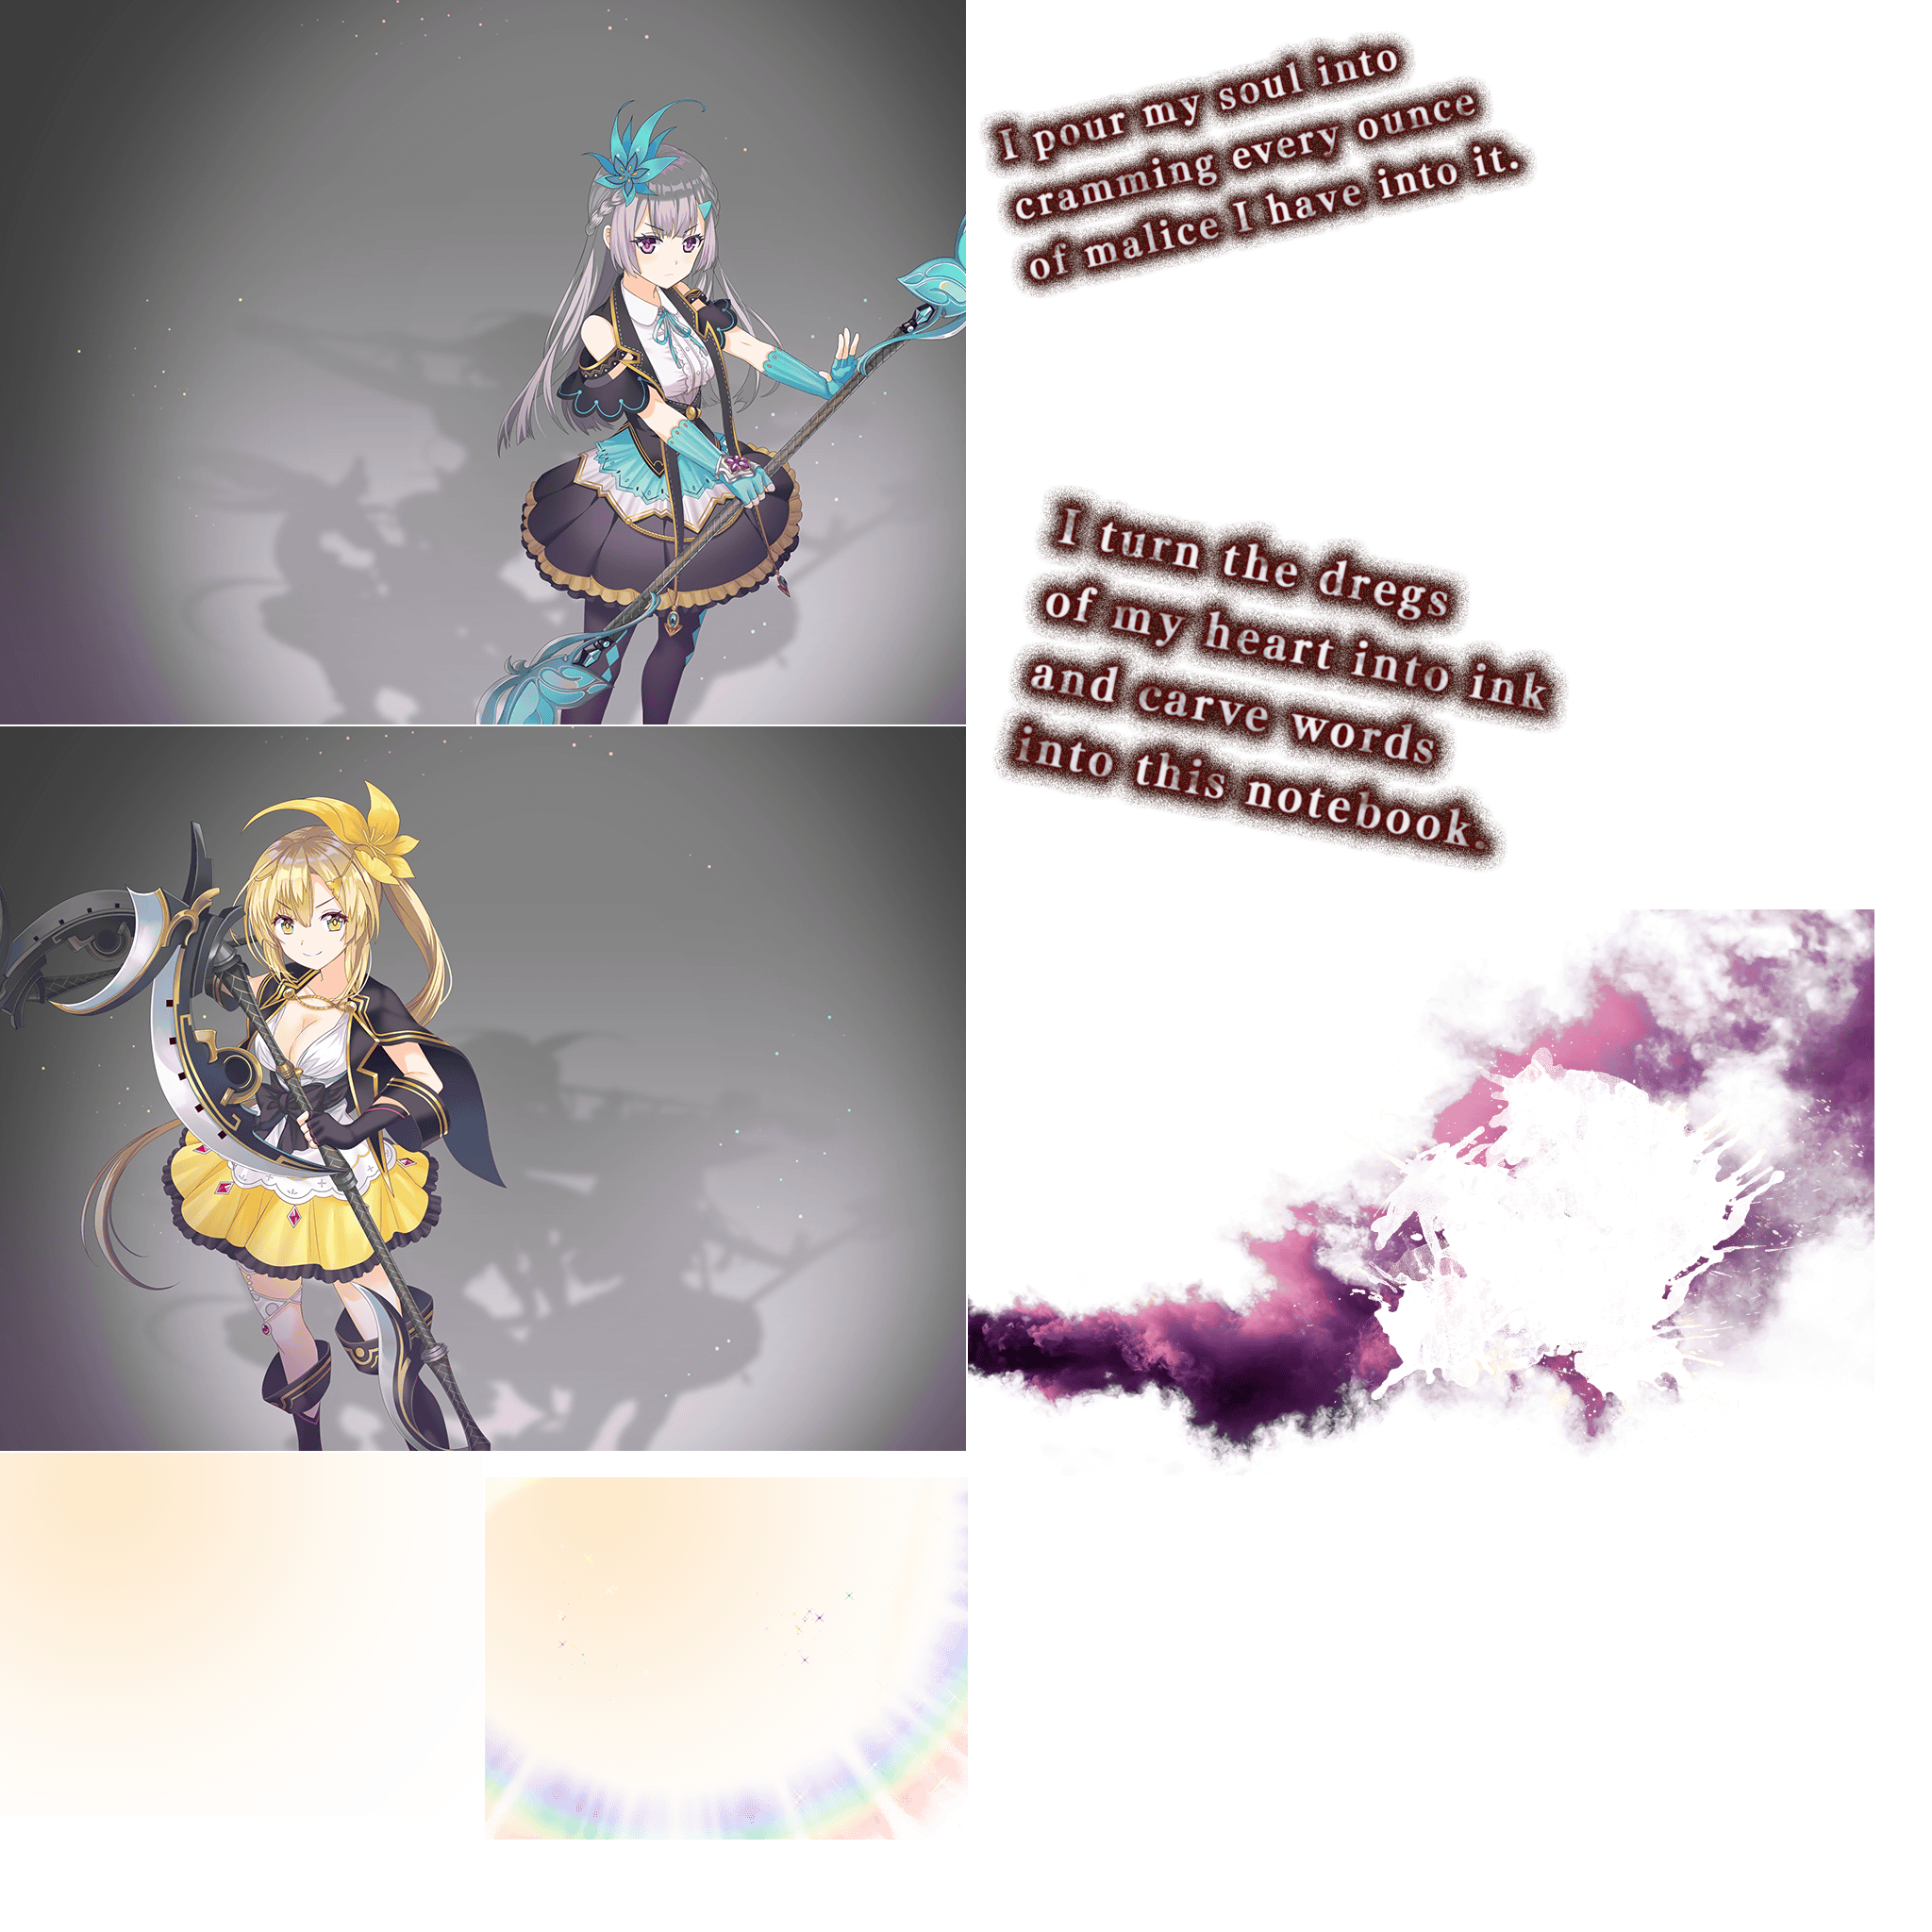 I pour my soul into
cramming every ounce
of malice I have into it.
I turn the dregs
of my heart into ink
and carve words
into this notebook.